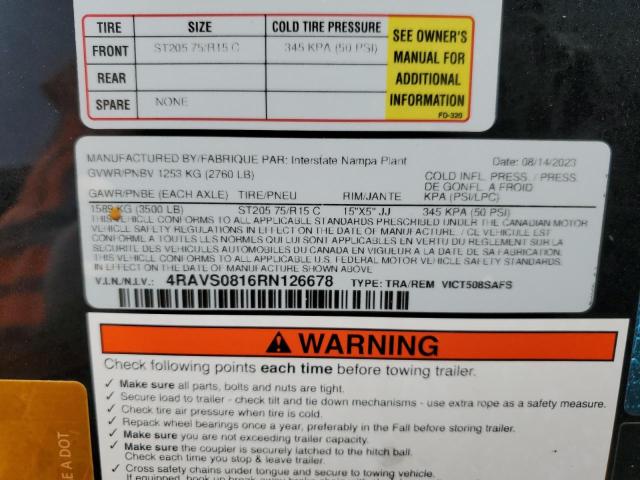 TIRE SIZE COLD TIRE PRESSURE
FRONT ST205 75/R15 C 345 KPA (50 PSI)
REAR
SPARE NONE
SEE OWNER'S
MANUAL FOR
ADDITIONAL
INFORMATION
FD-320
MANUFACTURED BY/FABRIQUE PAR: Interstate Nampa Plant Date: 08/14/2023
GVWR/PNBV 1253 KG (2760 LB)
COLD INFL. PRESS. / PRESS.
DE GONFL. A FROID
GAWR/PNBE (EACH AXLE) TIRE/PNEU RIM/JANTE KPA (PSI/LPC)
1589 KG (3500 LB) ST205 75/R15 C 15"X5" JJ 345 KPA (50 PSI)
THIS VEHICLE CONFORMS TO ALL APPLICABLE STANDARDS PRESCRIBED UNDER THE CANADIAN MOTOR
VEHICLE SAFETY REGULATIONS IN EFFECT ON THE DATE OF MANUFACTURE. / CE VEHICULE EST
CONFORME A TOUTES LES NORMES QUI LUI SONT APPLICABLES EN VERTU DU REGLEMENT SUR LA
SECURITE DES VEHICULES AUTOMOBILES DU CANADA EN VIGUEUR A LA DATE DE SA FABRICATION.
THIS VEHICLE CONFORMS TO ALL APPLICABLE U.S. FEDERAL MOTOR VEHICLE SAFETY STANDARDS
IN EFFECT ON THE DATE OF MANUFACTURE SHOWN ABOVE
V.I.N./N.I.V.: 4RAVS0816RN126678 TYPE: TRA/REM VICT508SAFS
WARNING
Check following points each time before towing trailer.
✓ Make sure all parts, bolts and nuts are tight.
✓ Secure load to trailer - check tilt and tie down mechanisms - use extra rope as a safety measure.
✓ Check tire air pressure when tire is cold.
✓ Repack wheel bearings once a year, preferably in the Fall before storing trailer.
✓ Make sure you are not exceeding trailer capacity.
✓ Make sure the coupler is securely latched to the hitch ball.
Check each time you stop & leave trailer.
✓ Cross safety chains under tongue and secure to towing vehicle.
E A DOT